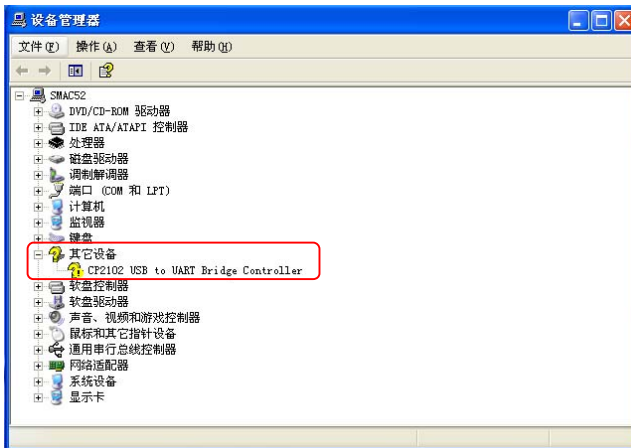 设备管理器
文件(F) 操作(A) 查看(V) 帮助(H)
SMAC52
DVD/CD-ROM 驱动器
IDE ATA/ATAPI 控制器
处理器
磁盘驱动器
调制解调器
端口 (COM 和 LPT)
计算机
监视器
键盘
其它设备
CP2102 USB to UART Bridge Controller
软盘控制器
软盘驱动器
声音、视频和游戏控制器
鼠标和其它指针设备
通用串行总线控制器
网络适配器
系统设备
显示卡